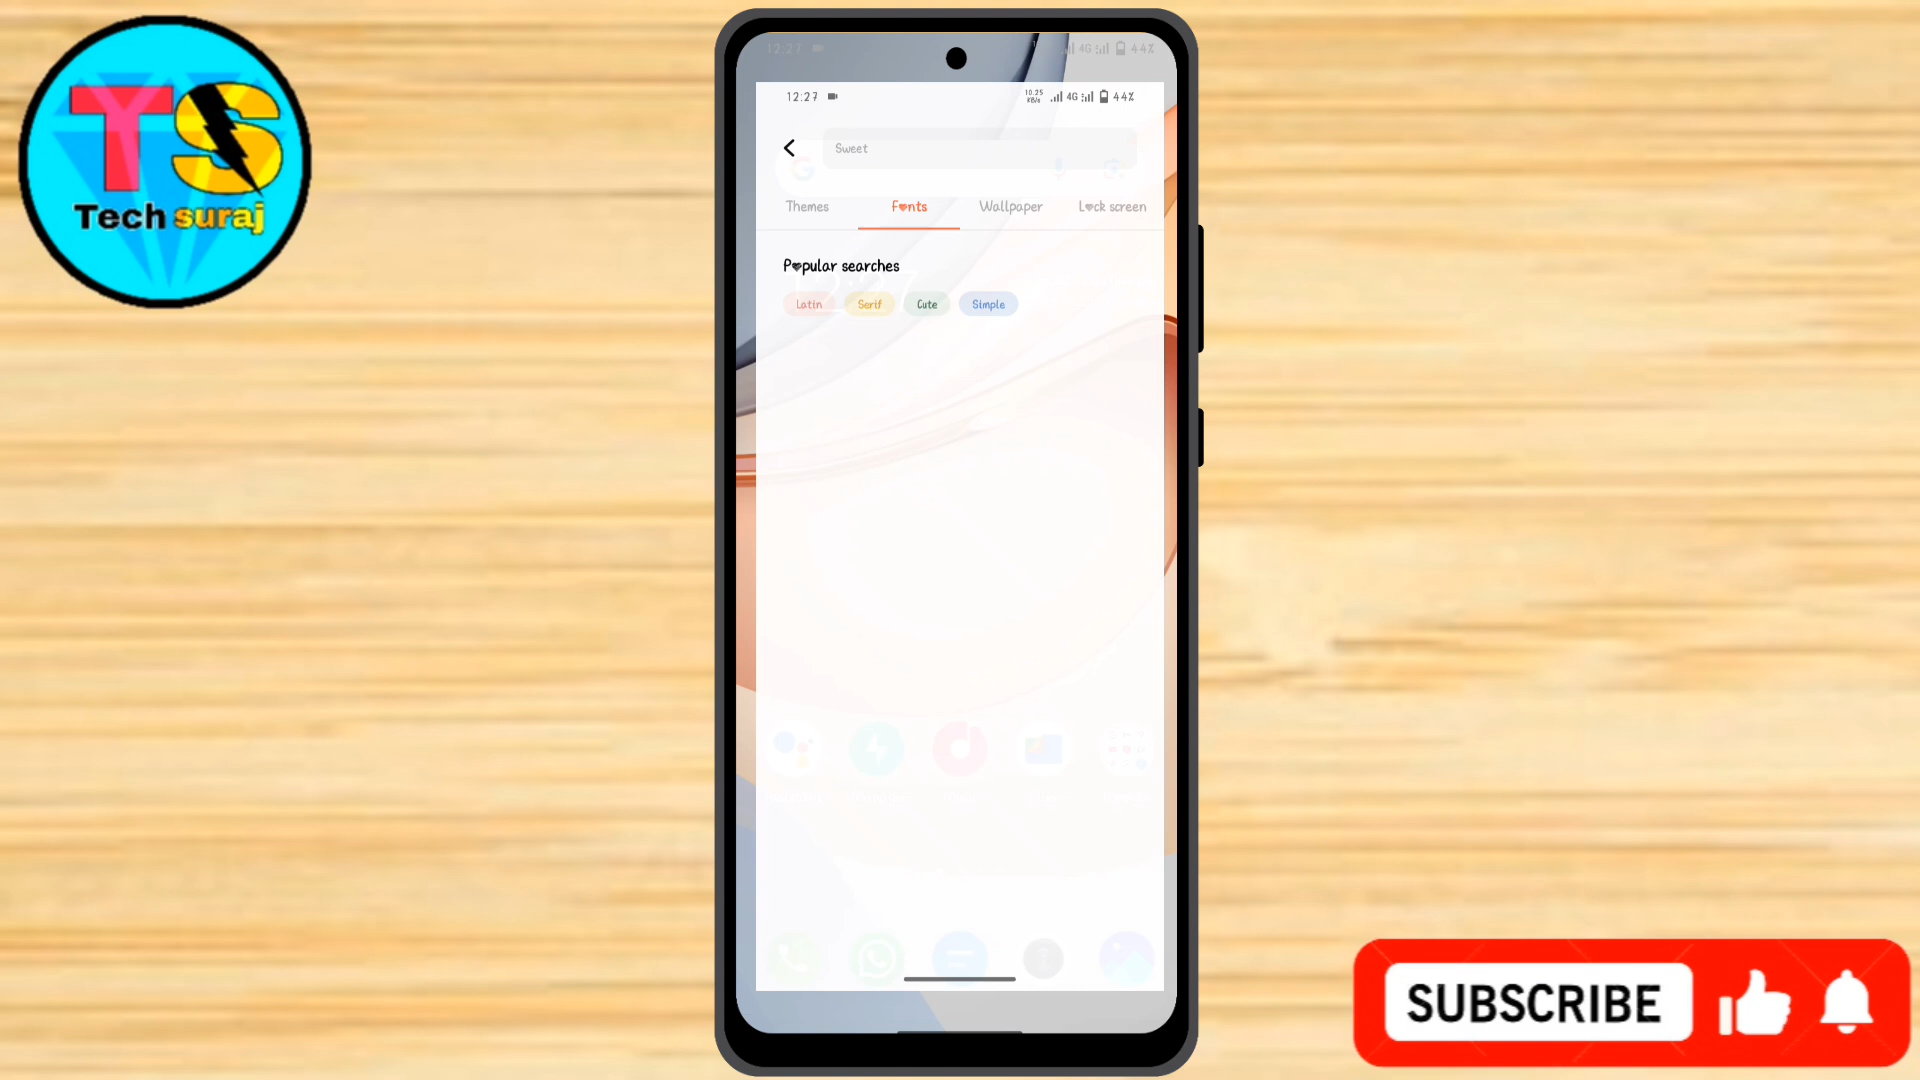 TS
Tech suraj
12:27 4G 44%
12:27 10.25 KB/s 4G 44%
Sweet
Themes Fonts Wallpaper Lock screen
Popular searches
Latin Serif Cute Simple
SUBSCRIBE